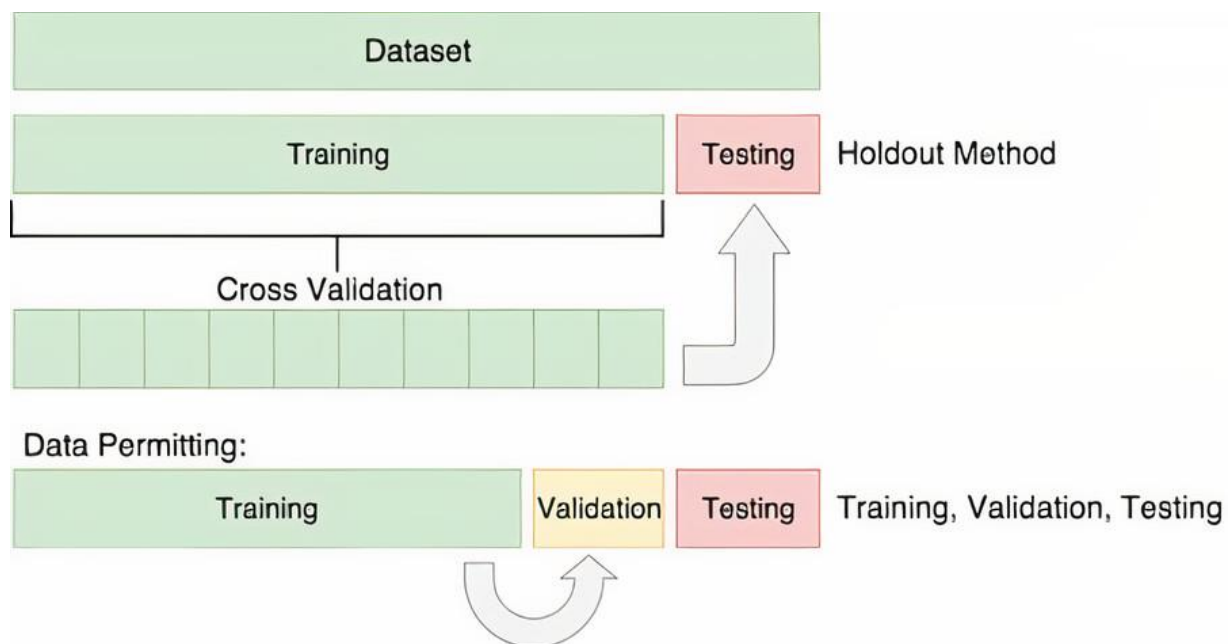 Dataset
Training
Testing
Holdout Method
Cross Validation
Data Permitting:
Training
Validation
Testing
Training, Validation, Testing